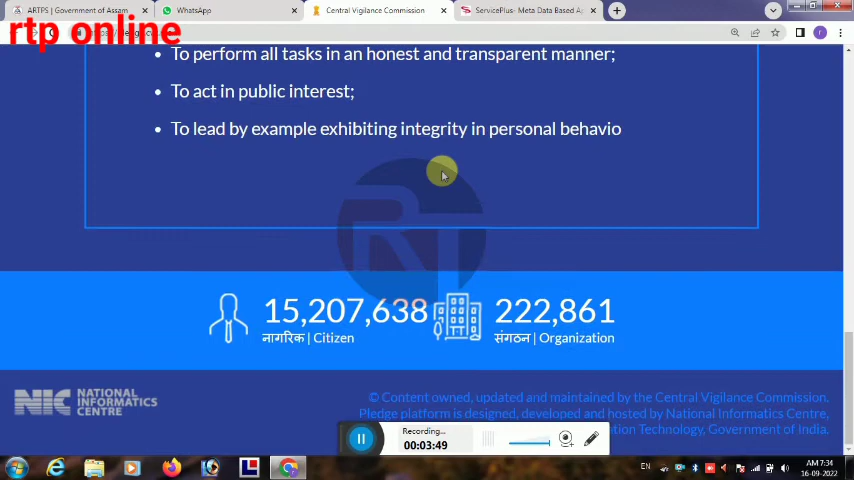 ARTPS | Government of Assam
WhatsApp
Central Vigilance Commission
ServicePlus- Meta Data Based A
rtp online
To perform all tasks in an honest and transparent manner;
To act in public interest;
To lead by example exhibiting integrity in personal behavio
RT
15,207,638
नागरिक | Citizen
222,861
संगठन | Organization
NIC NATIONAL
INFORMATICS
CENTRE
© Content owned, updated and maintained by the Central Vigilance Commission.
Pledge platform is designed, developed and hosted by National Informatics Centre,
Technology, Government of India.
Recording...
00:03:49
EN
AM 7:34
16-09-2022